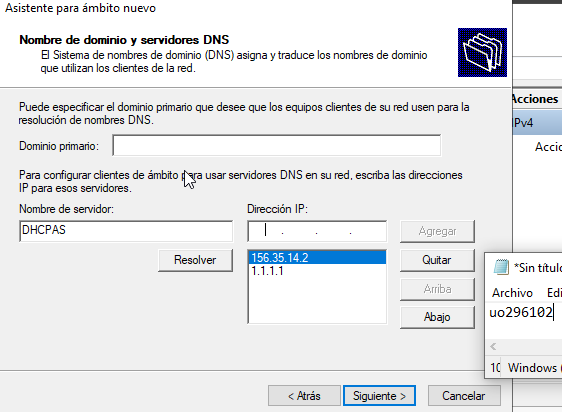 Asistente para ámbito nuevo
Nombre de dominio y servidores DNS
El Sistema de nombres de dominio (DNS) asigna y traduce los nombres de dominio
que utilizan los clientes de la red.
Puede especificar el dominio primario que desee que los equipos clientes de su red usen para la
resolución de nombres DNS.
Dominio primario:
Para configurar clientes de ámbito para usar servidores DNS en su red, escriba las direcciones
IP para esos servidores.
Nombre de servidor:
Dirección IP:
DHCPAS
. . .
Agregar
Resolver
156.35.14.2
1.1.1.1
Quitar
Arriba
Abajo
< Atrás
Siguiente >
Cancelar
Acciones
IPv4
Acci
*Sin títul
Archivo Edi
uo296102
10
Windows (